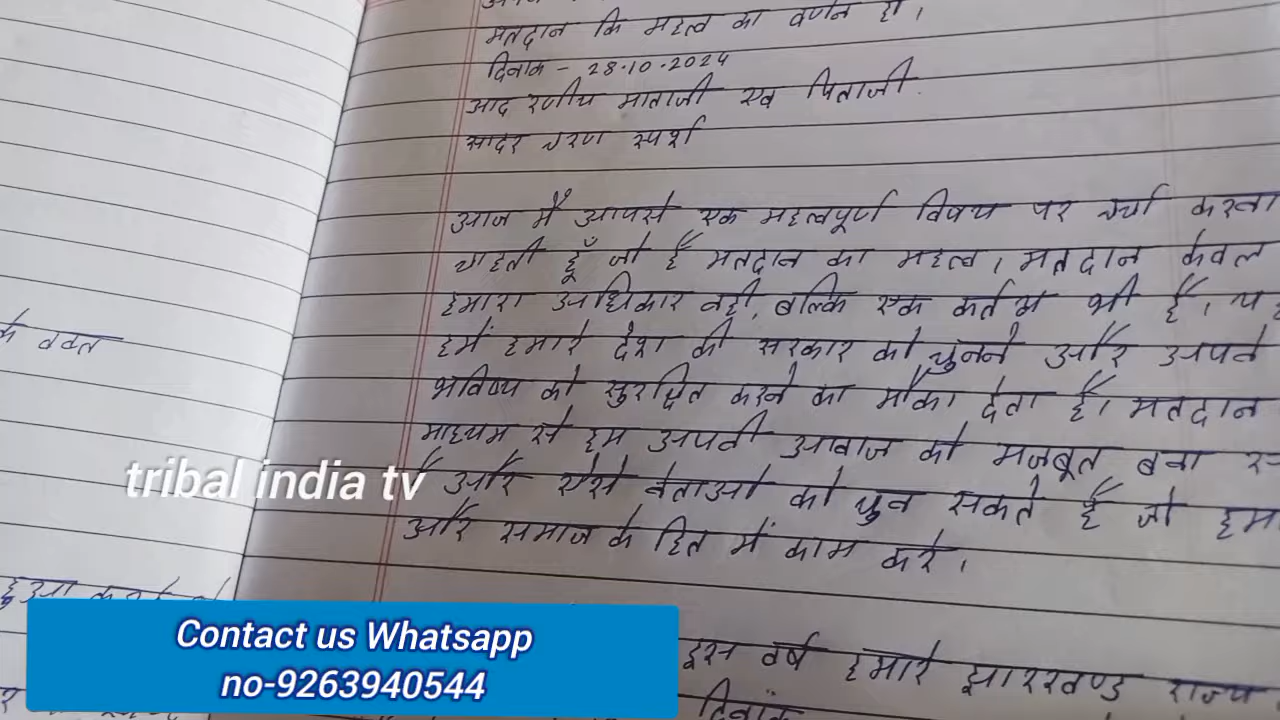 मतदान कि महत्व का वर्णन हो।
दिनांक - 28.10.2024
आद रणीय माताजी एव पिताजी.
सादर चरण स्पर्श
आज मैं आपसे एक महत्वपूर्ण विषय पर चर्चा करना
चाहती हूँ जो हैं मतदान का महत्व। मतदान केवल
हमारा अधिकार नही, बल्कि एक कर्तव्य भी हैं।
हमें हमारे देश की सरकार को चुनने और अपने
भविष्य को सुरक्षित करने का मौका देता हैं। मतदान
माध्यम से हम अपनी आवाज को मजबूत बना
और ऐसे नेताओ को चुन सकते हैं जो हम
और समाज के हित में काम करे।
इस वर्ष हमारे झारखण्ड राज्य
दिनांक
के वक्त
हुआ
tribal india tv
Contact us Whatsapp
no-9263940544